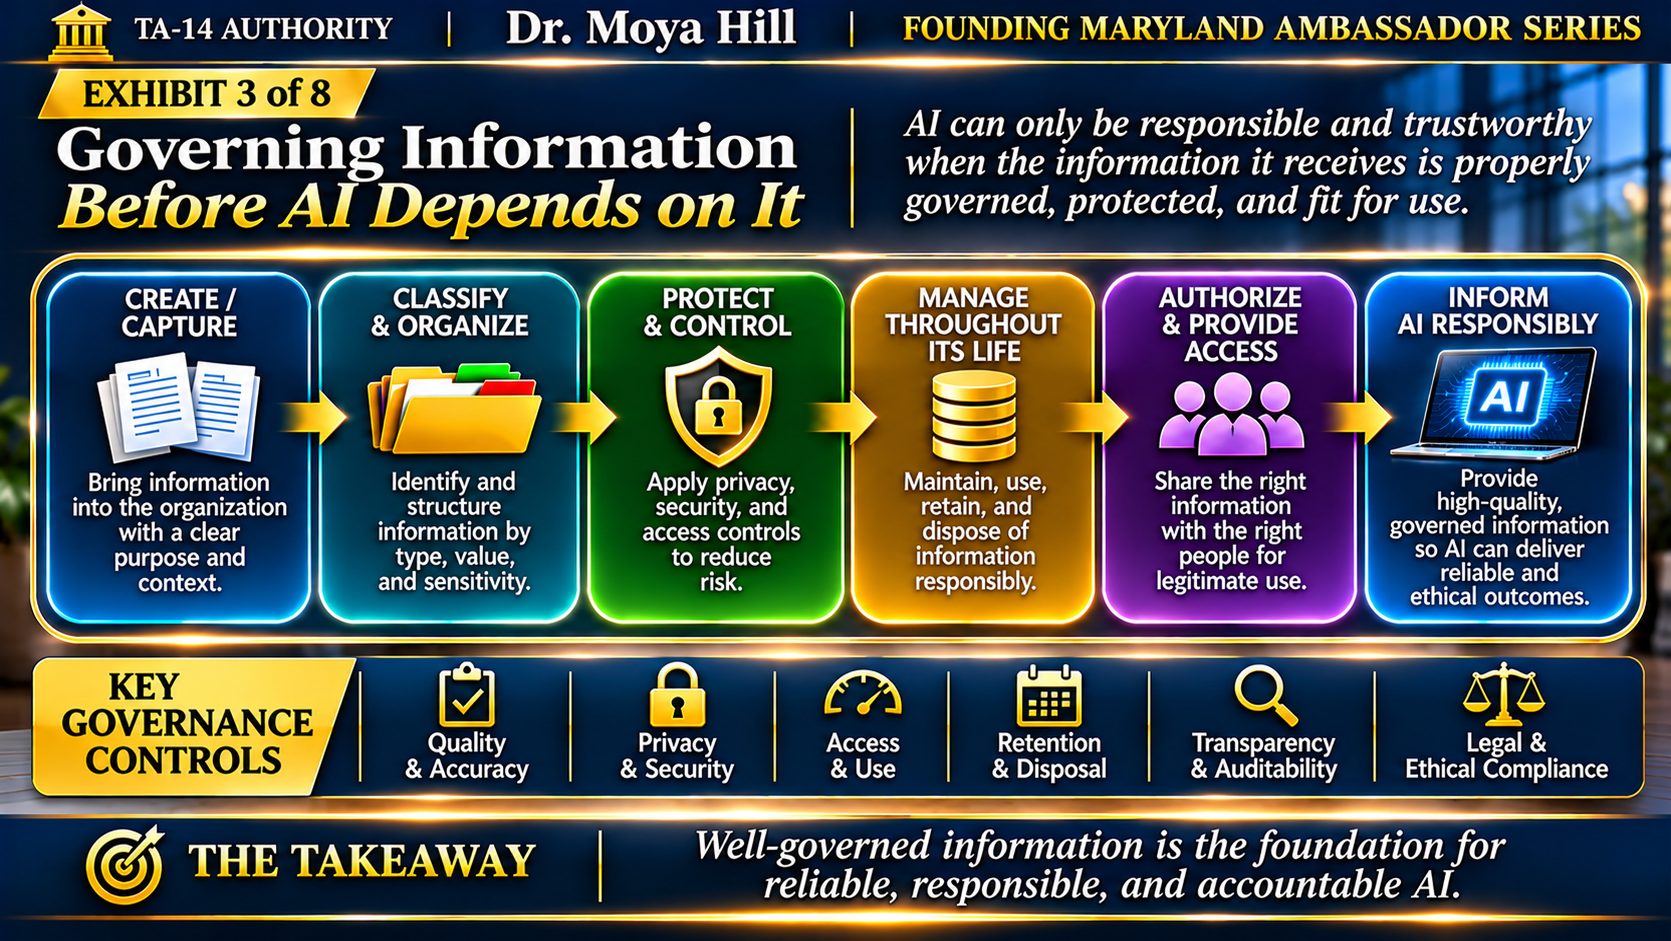 TA-14 AUTHORITY
Dr. Moya Hill
FOUNDING MARYLAND AMBASSADOR SERIES
EXHIBIT 3 of 8
Governing Information
Before AI Depends on It
AI can only be responsible and trustworthy
when the information it receives is properly
governed, protected, and fit for use.
CREATE /
CAPTURE
Bring information
into the organization
with a clear
purpose and
context.
CLASSIFY
& ORGANIZE
Identify and
structure
information by
type, value,
and sensitivity.
PROTECT
& CONTROL
Apply privacy,
security, and
access controls
to reduce
risk.
MANAGE
THROUGHOUT
ITS LIFE
Maintain, use,
retain, and
dispose of
information
responsibly.
AUTHORIZE
& PROVIDE
ACCESS
Share the right
information
with the right
people for
legitimate use.
INFORM
AI RESPONSIBLY
AI
Provide
high-quality,
governed information
so AI can deliver
reliable and
ethical outcomes.
KEY
GOVERNANCE
CONTROLS
Quality
& Accuracy
Privacy
& Security
Access
& Use
Retention
& Disposal
Transparency
& Auditability
Legal &
Ethical Compliance
THE TAKEAWAY
Well-governed information is the foundation for
reliable, responsible, and accountable AI.